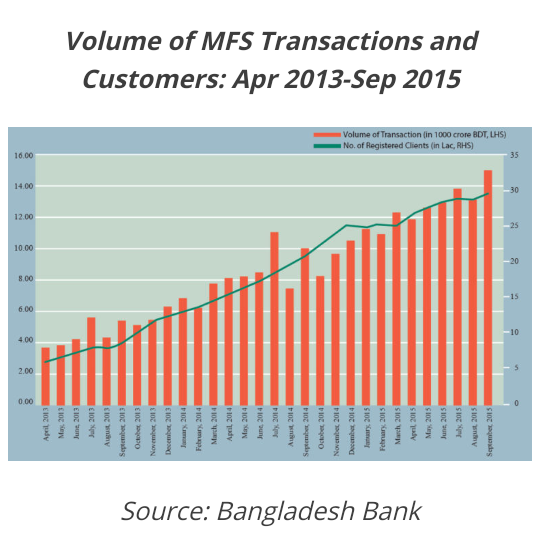 Volume of MFS Transactions and
Customers: Apr 2013-Sep 2015
Volume of Transaction (in 1000 crore BDT, LHS)
No. of Registered Clients (in Lac, RHS)
16.00
14.00
12.00
10.00
8.00
6.00
4.00
2.00
0.00
35
30
25
20
15
10
5
0
April, 2013
May, 2013
June, 2013
July, 2013
August, 2013
September, 2013
October, 2013
November, 2013
December, 2013
January, 2014
February, 2014
March, 2014
April, 2014
May, 2014
June, 2014
July, 2014
August, 2014
September, 2014
October, 2014
November, 2014
December, 2014
January, 2015
February, 2015
March, 2015
April, 2015
May, 2015
June, 2015
July, 2015
August, 2015
September, 2015
Source: Bangladesh Bank